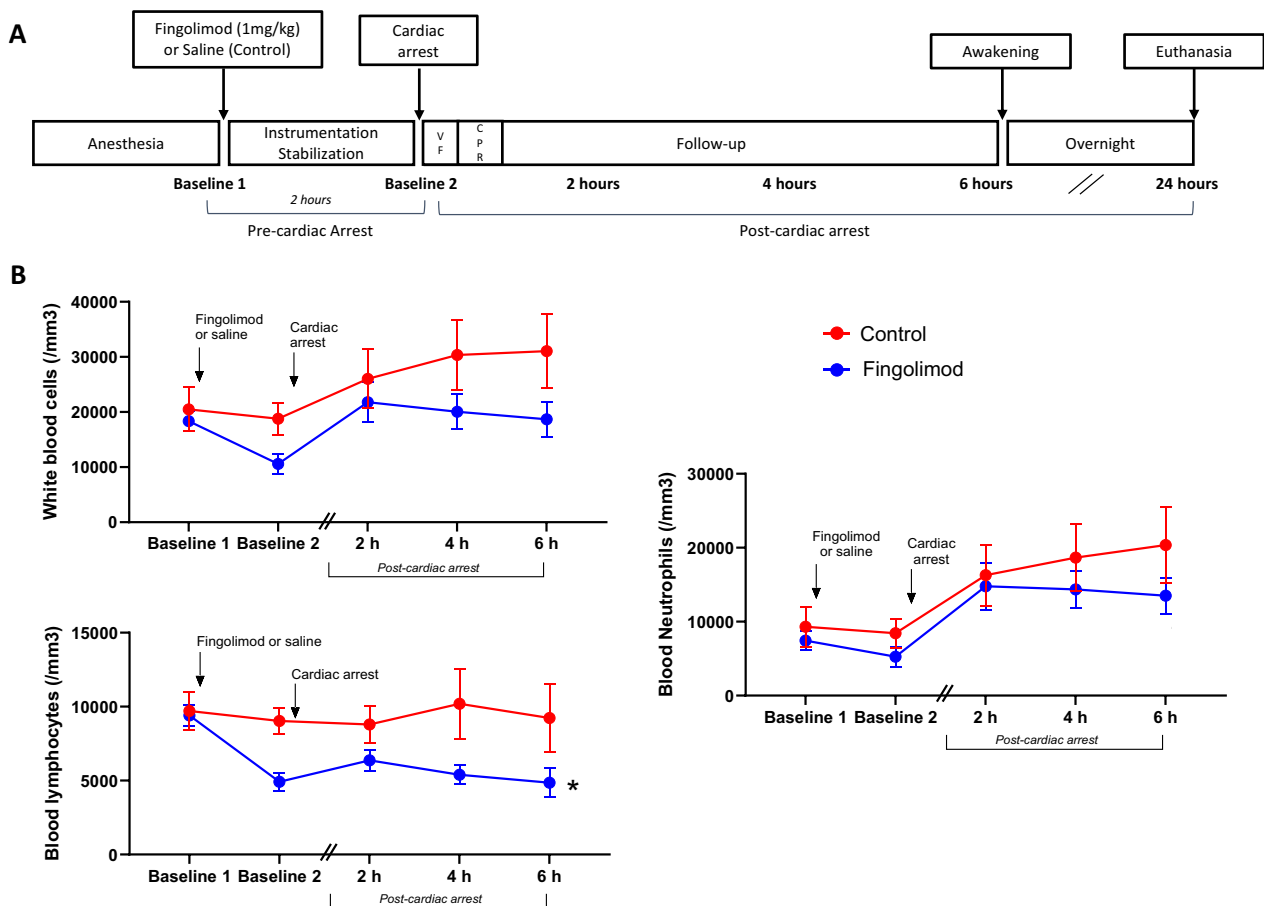 A
Fingolimod (1mg/kg)
or Saline (Control)
Cardiac
arrest
Awakening
Euthanasia
Anesthesia
Instrumentation
Stabilization
VF
CPR
Follow-up
Overnight
Baseline 1
Baseline 2
2 hours
4 hours
6 hours
24 hours
2 hours
Pre-cardiac Arrest
Post-cardiac arrest
B
White blood cells (/mm3)
40000
30000
20000
10000
0
Fingolimod
or saline
Cardiac
arrest
Baseline 1 Baseline 2 2 h 4 h 6 h
Post-cardiac arrest
Control
Fingolimod
Blood lymphocytes (/mm3)
15000
10000
5000
0
Fingolimod or saline
Cardiac arrest
*
Baseline 1 Baseline 2 2 h 4 h 6 h
Post-cardiac arrest
Blood Neutrophils (/mm3)
30000
20000
10000
0
Fingolimod
or saline
Cardiac
arrest
Baseline 1 Baseline 2 2 h 4 h 6 h
Post-cardiac arrest